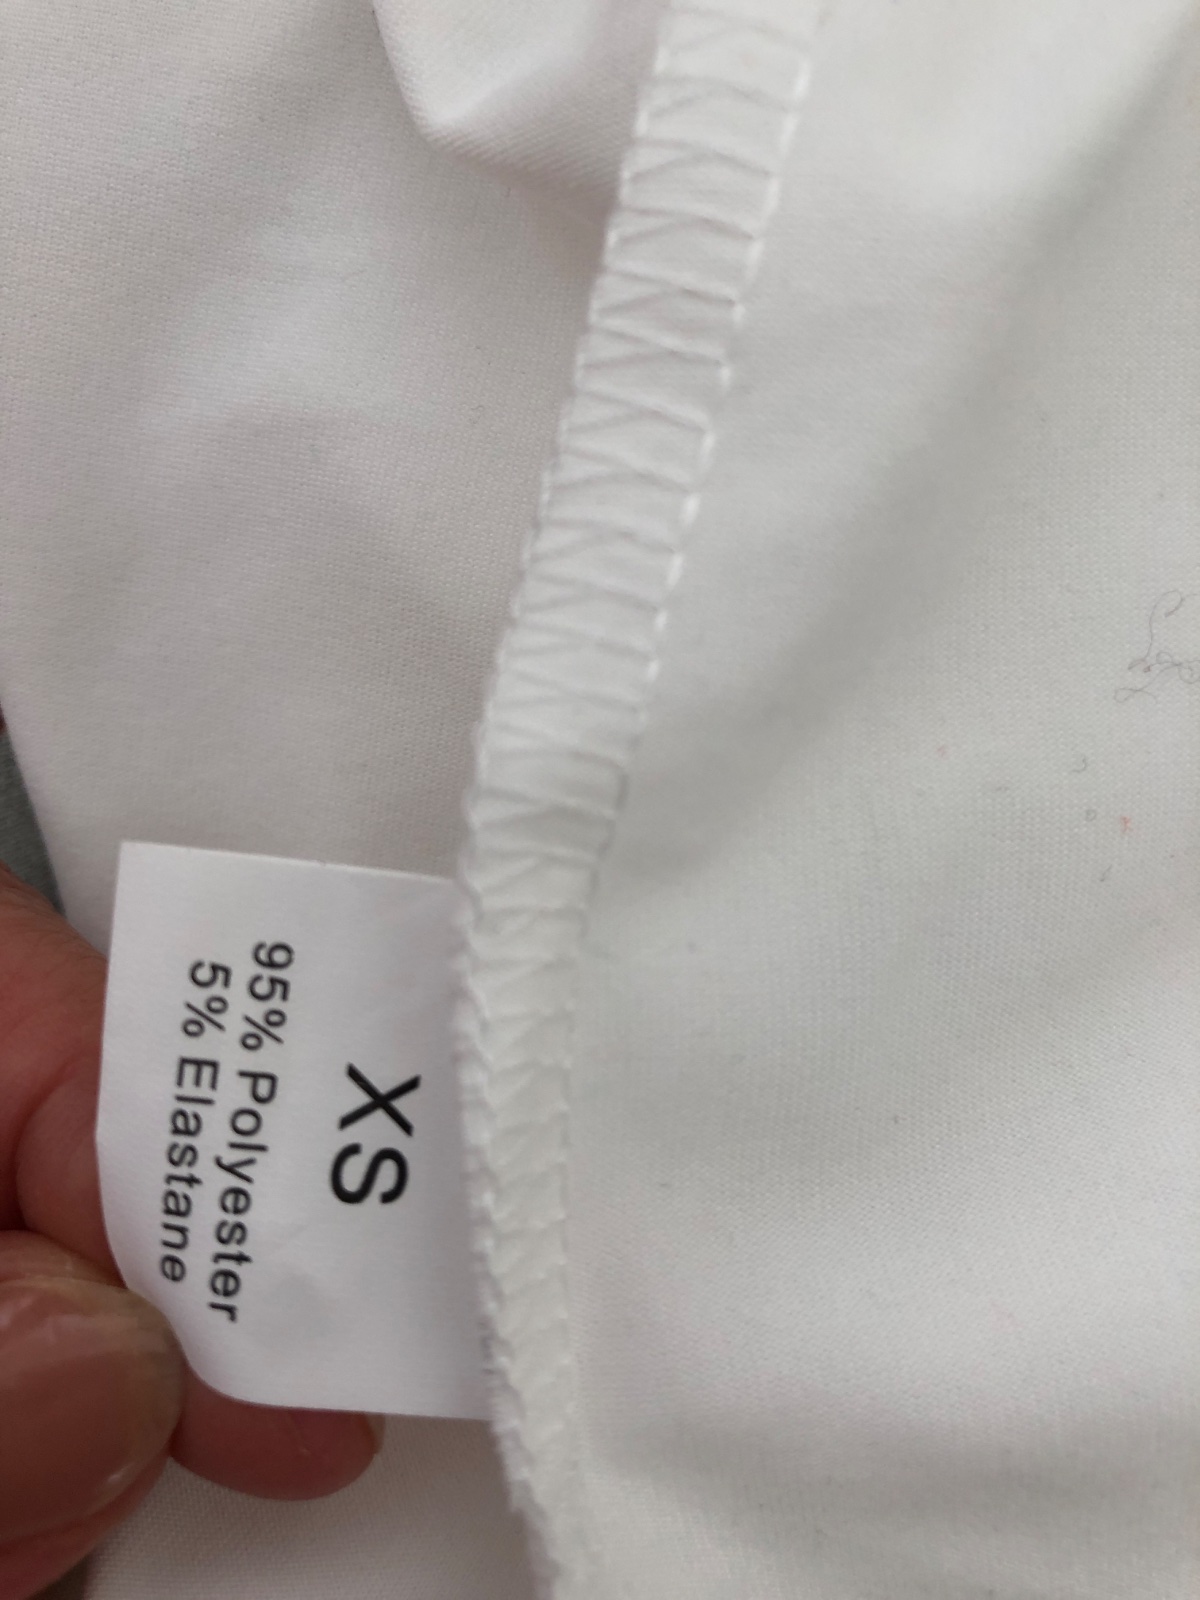 XS
95% Polyester
5% Elastane